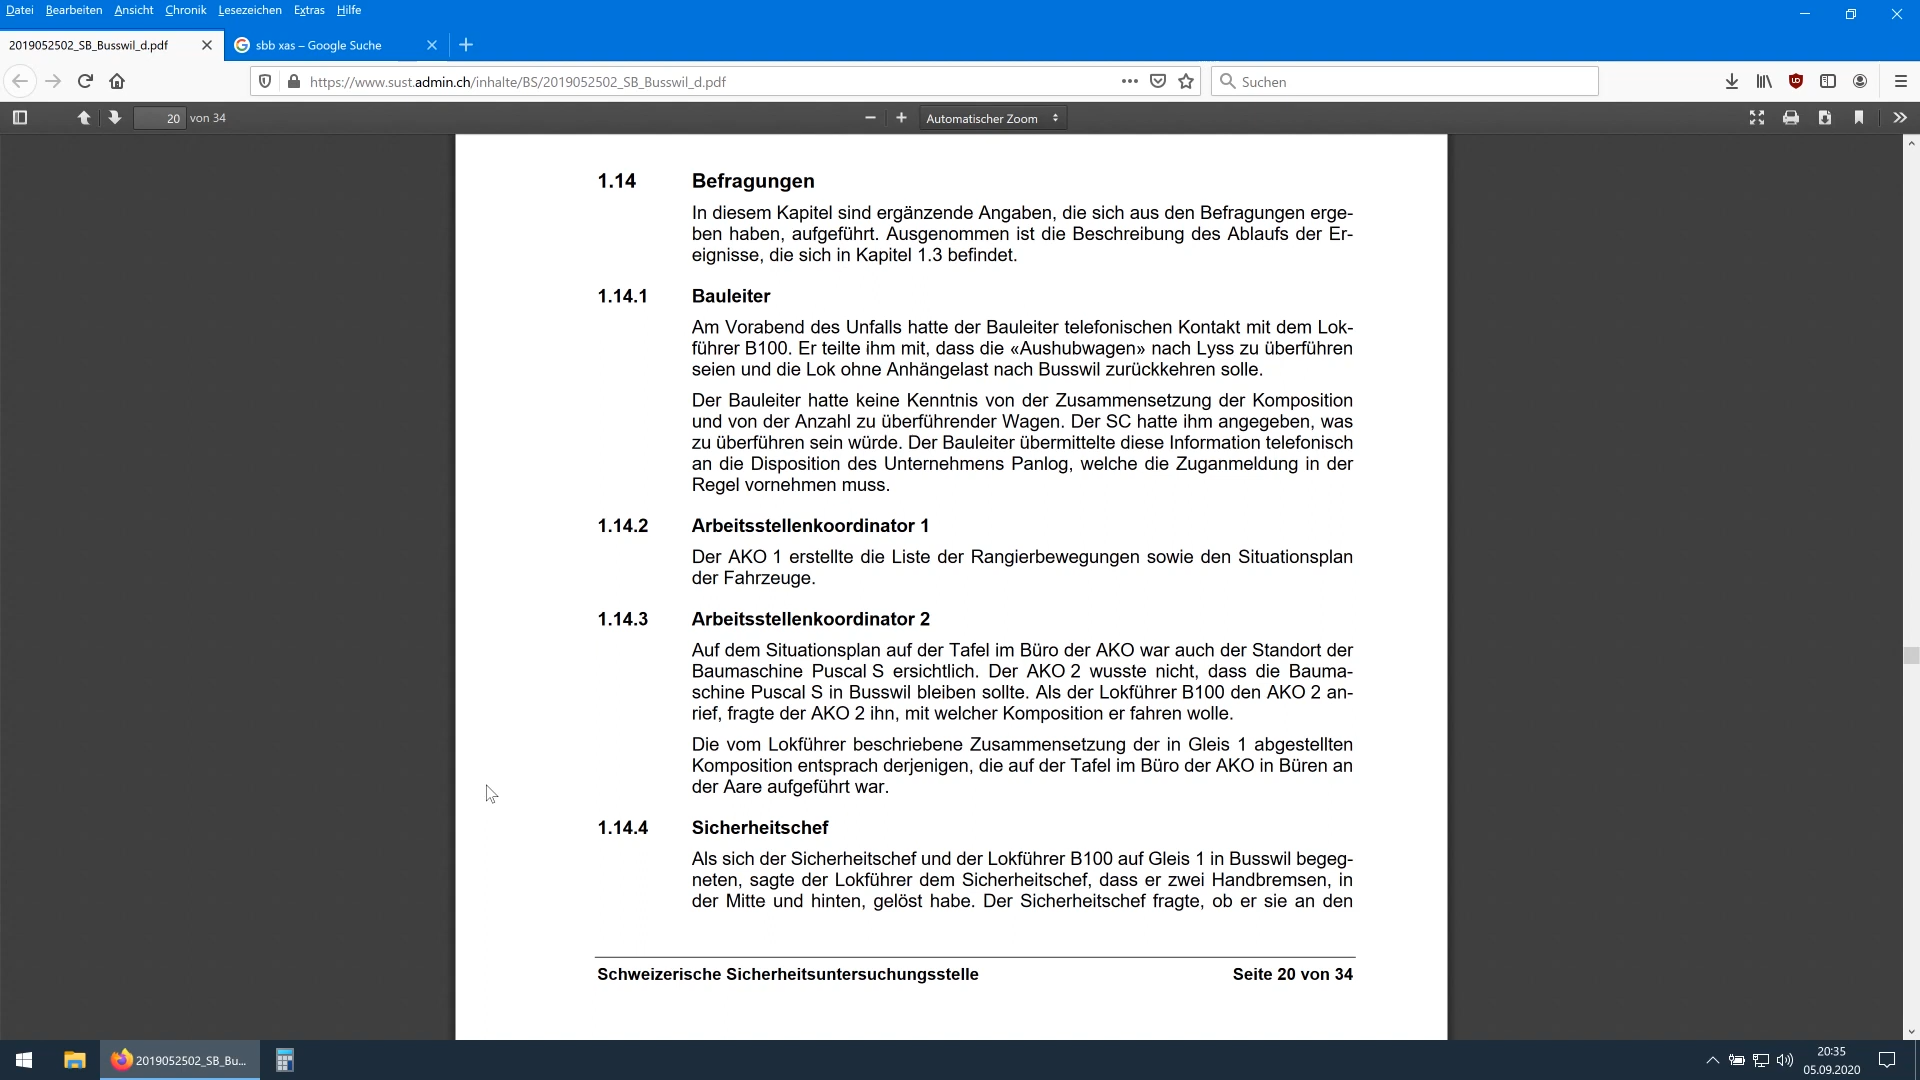 Datei Bearbeiten Ansicht Chronik Lesezeichen Extras Hilfe
2019052502_SB_Busswil_d.pdf
sbb xas – Google Suche
https://www.sust.admin.ch/inhalte/BS/2019052502_SB_Busswil_d.pdf
Suchen
20 von 34
Automatischer Zoom
1.14 Befragungen
In diesem Kapitel sind ergänzende Angaben, die sich aus den Befragungen erge-
ben haben, aufgeführt. Ausgenommen ist die Beschreibung des Ablaufs der Er-
eignisse, die sich in Kapitel 1.3 befindet.
1.14.1 Bauleiter
Am Vorabend des Unfalls hatte der Bauleiter telefonischen Kontakt mit dem Lok-
führer B100. Er teilte ihm mit, dass die «Aushubwagen» nach Lyss zu überführen
seien und die Lok ohne Anhängelast nach Busswil zurückkehren solle.
Der Bauleiter hatte keine Kenntnis von der Zusammensetzung der Komposition
und von der Anzahl zu überführender Wagen. Der SC hatte ihm angegeben, was
zu überführen sein würde. Der Bauleiter übermittelte diese Information telefonisch
an die Disposition des Unternehmens Panlog, welche die Zuganmeldung in der
Regel vornehmen muss.
1.14.2 Arbeitsstellenkoordinator 1
Der AKO 1 erstellte die Liste der Rangierbewegungen sowie den Situationsplan
der Fahrzeuge.
1.14.3 Arbeitsstellenkoordinator 2
Auf dem Situationsplan auf der Tafel im Büro der AKO war auch der Standort der
Baumaschine Puscal S ersichtlich. Der AKO 2 wusste nicht, dass die Bauma-
schine Puscal S in Busswil bleiben sollte. Als der Lokführer B100 den AKO 2 an-
rief, fragte der AKO 2 ihn, mit welcher Komposition er fahren wolle.
Die vom Lokführer beschriebene Zusammensetzung der in Gleis 1 abgestellten
Komposition entsprach derjenigen, die auf der Tafel im Büro der AKO in Büren an
der Aare aufgeführt war.
1.14.4 Sicherheitschef
Als sich der Sicherheitschef und der Lokführer B100 auf Gleis 1 in Busswil begeg-
neten, sagte der Lokführer dem Sicherheitschef, dass er zwei Handbremsen, in
der Mitte und hinten, gelöst habe. Der Sicherheitschef fragte, ob er sie an den
Schweizerische Sicherheitsuntersuchungsstelle Seite 20 von 34
2019052502_SB_Bu...
20:35
05.09.2020